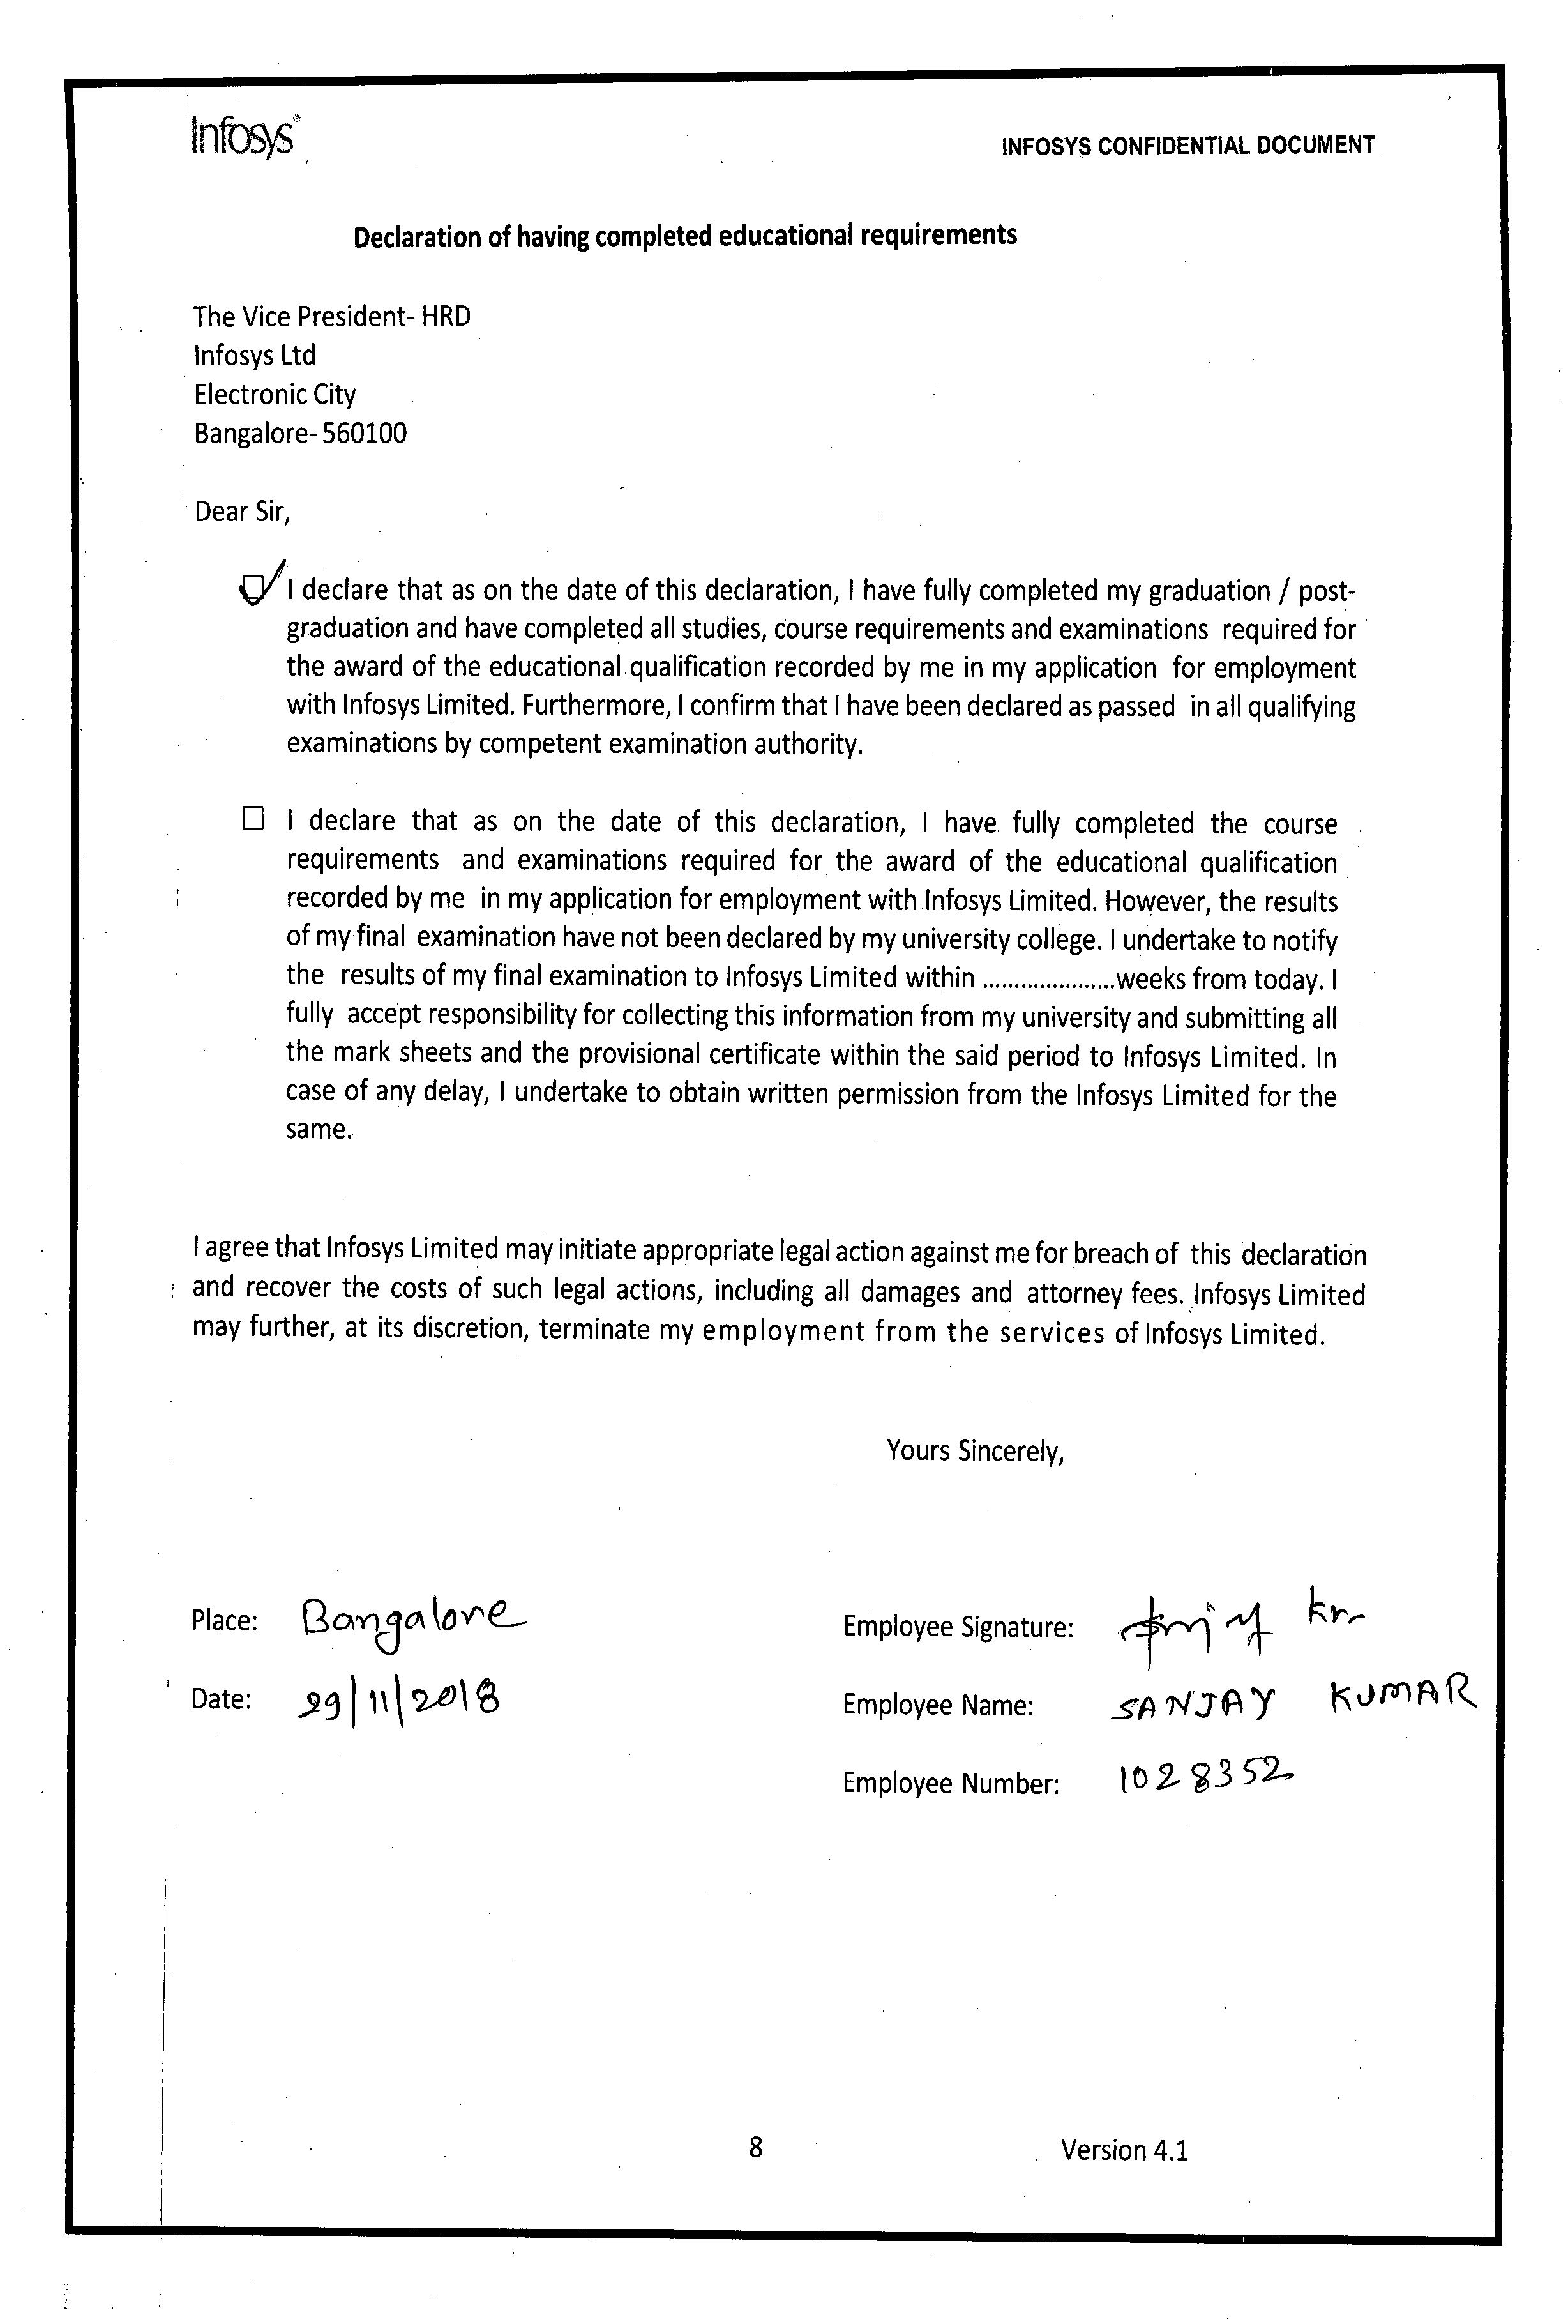 Infosys®
INFOSYS CONFIDENTIAL DOCUMENT
Declaration of having completed educational requirements
The Vice President- HRD
Infosys Ltd
Electronic City
Bangalore- 560100
Dear Sir,
I declare that as on the date of this declaration, I have fully completed my graduation / post-
graduation and have completed all studies, course requirements and examinations required for
the award of the educational qualification recorded by me in my application for employment
with Infosys Limited. Furthermore, I confirm that I have been declared as passed in all qualifying
examinations by competent examination authority.
I declare that as on the date of this declaration, I have fully completed the course
requirements and examinations required for the award of the educational qualification
recorded by me in my application for employment with Infosys Limited. However, the results
of my final examination have not been declared by my university college. I undertake to notify
the results of my final examination to Infosys Limited within .....................weeks from today. I
fully accept responsibility for collecting this information from my university and submitting all
the mark sheets and the provisional certificate within the said period to Infosys Limited. In
case of any delay, I undertake to obtain written permission from the Infosys Limited for the
same.
I agree that Infosys Limited may initiate appropriate legal action against me for breach of this declaration
and recover the costs of such legal actions, including all damages and attorney fees. Infosys Limited
may further, at its discretion, terminate my employment from the services of Infosys Limited.
Yours Sincerely,
Place: Bangalore
Employee Signature:
Date: 29/11/2018
Employee Name: SANJAY KUMAR
Employee Number: 1028352
8
Version 4.1